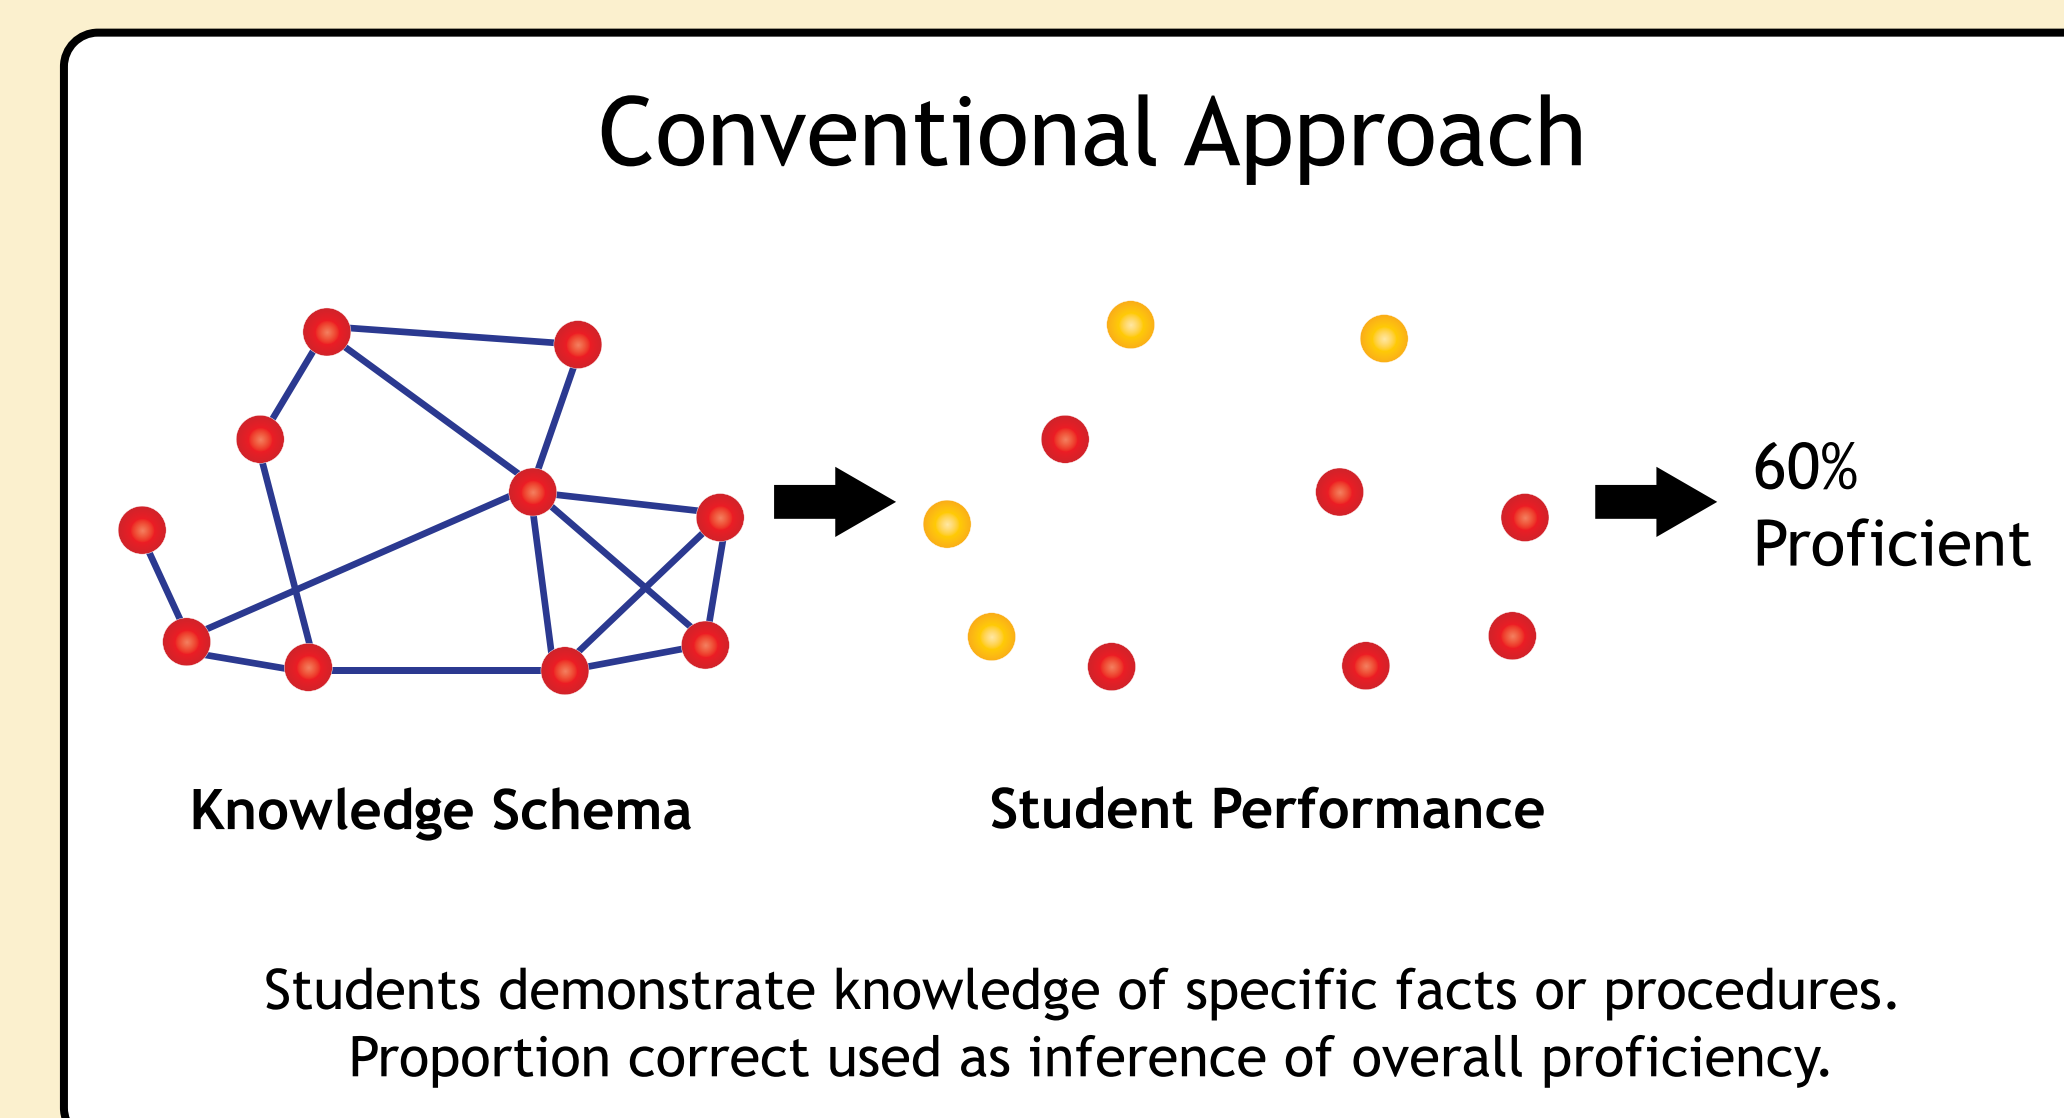 Conventional Approach
60%
Proficient
Knowledge Schema
Student Performance
Students demonstrate knowledge of specific facts or procedures.
Proportion correct used as inference of overall proficiency.